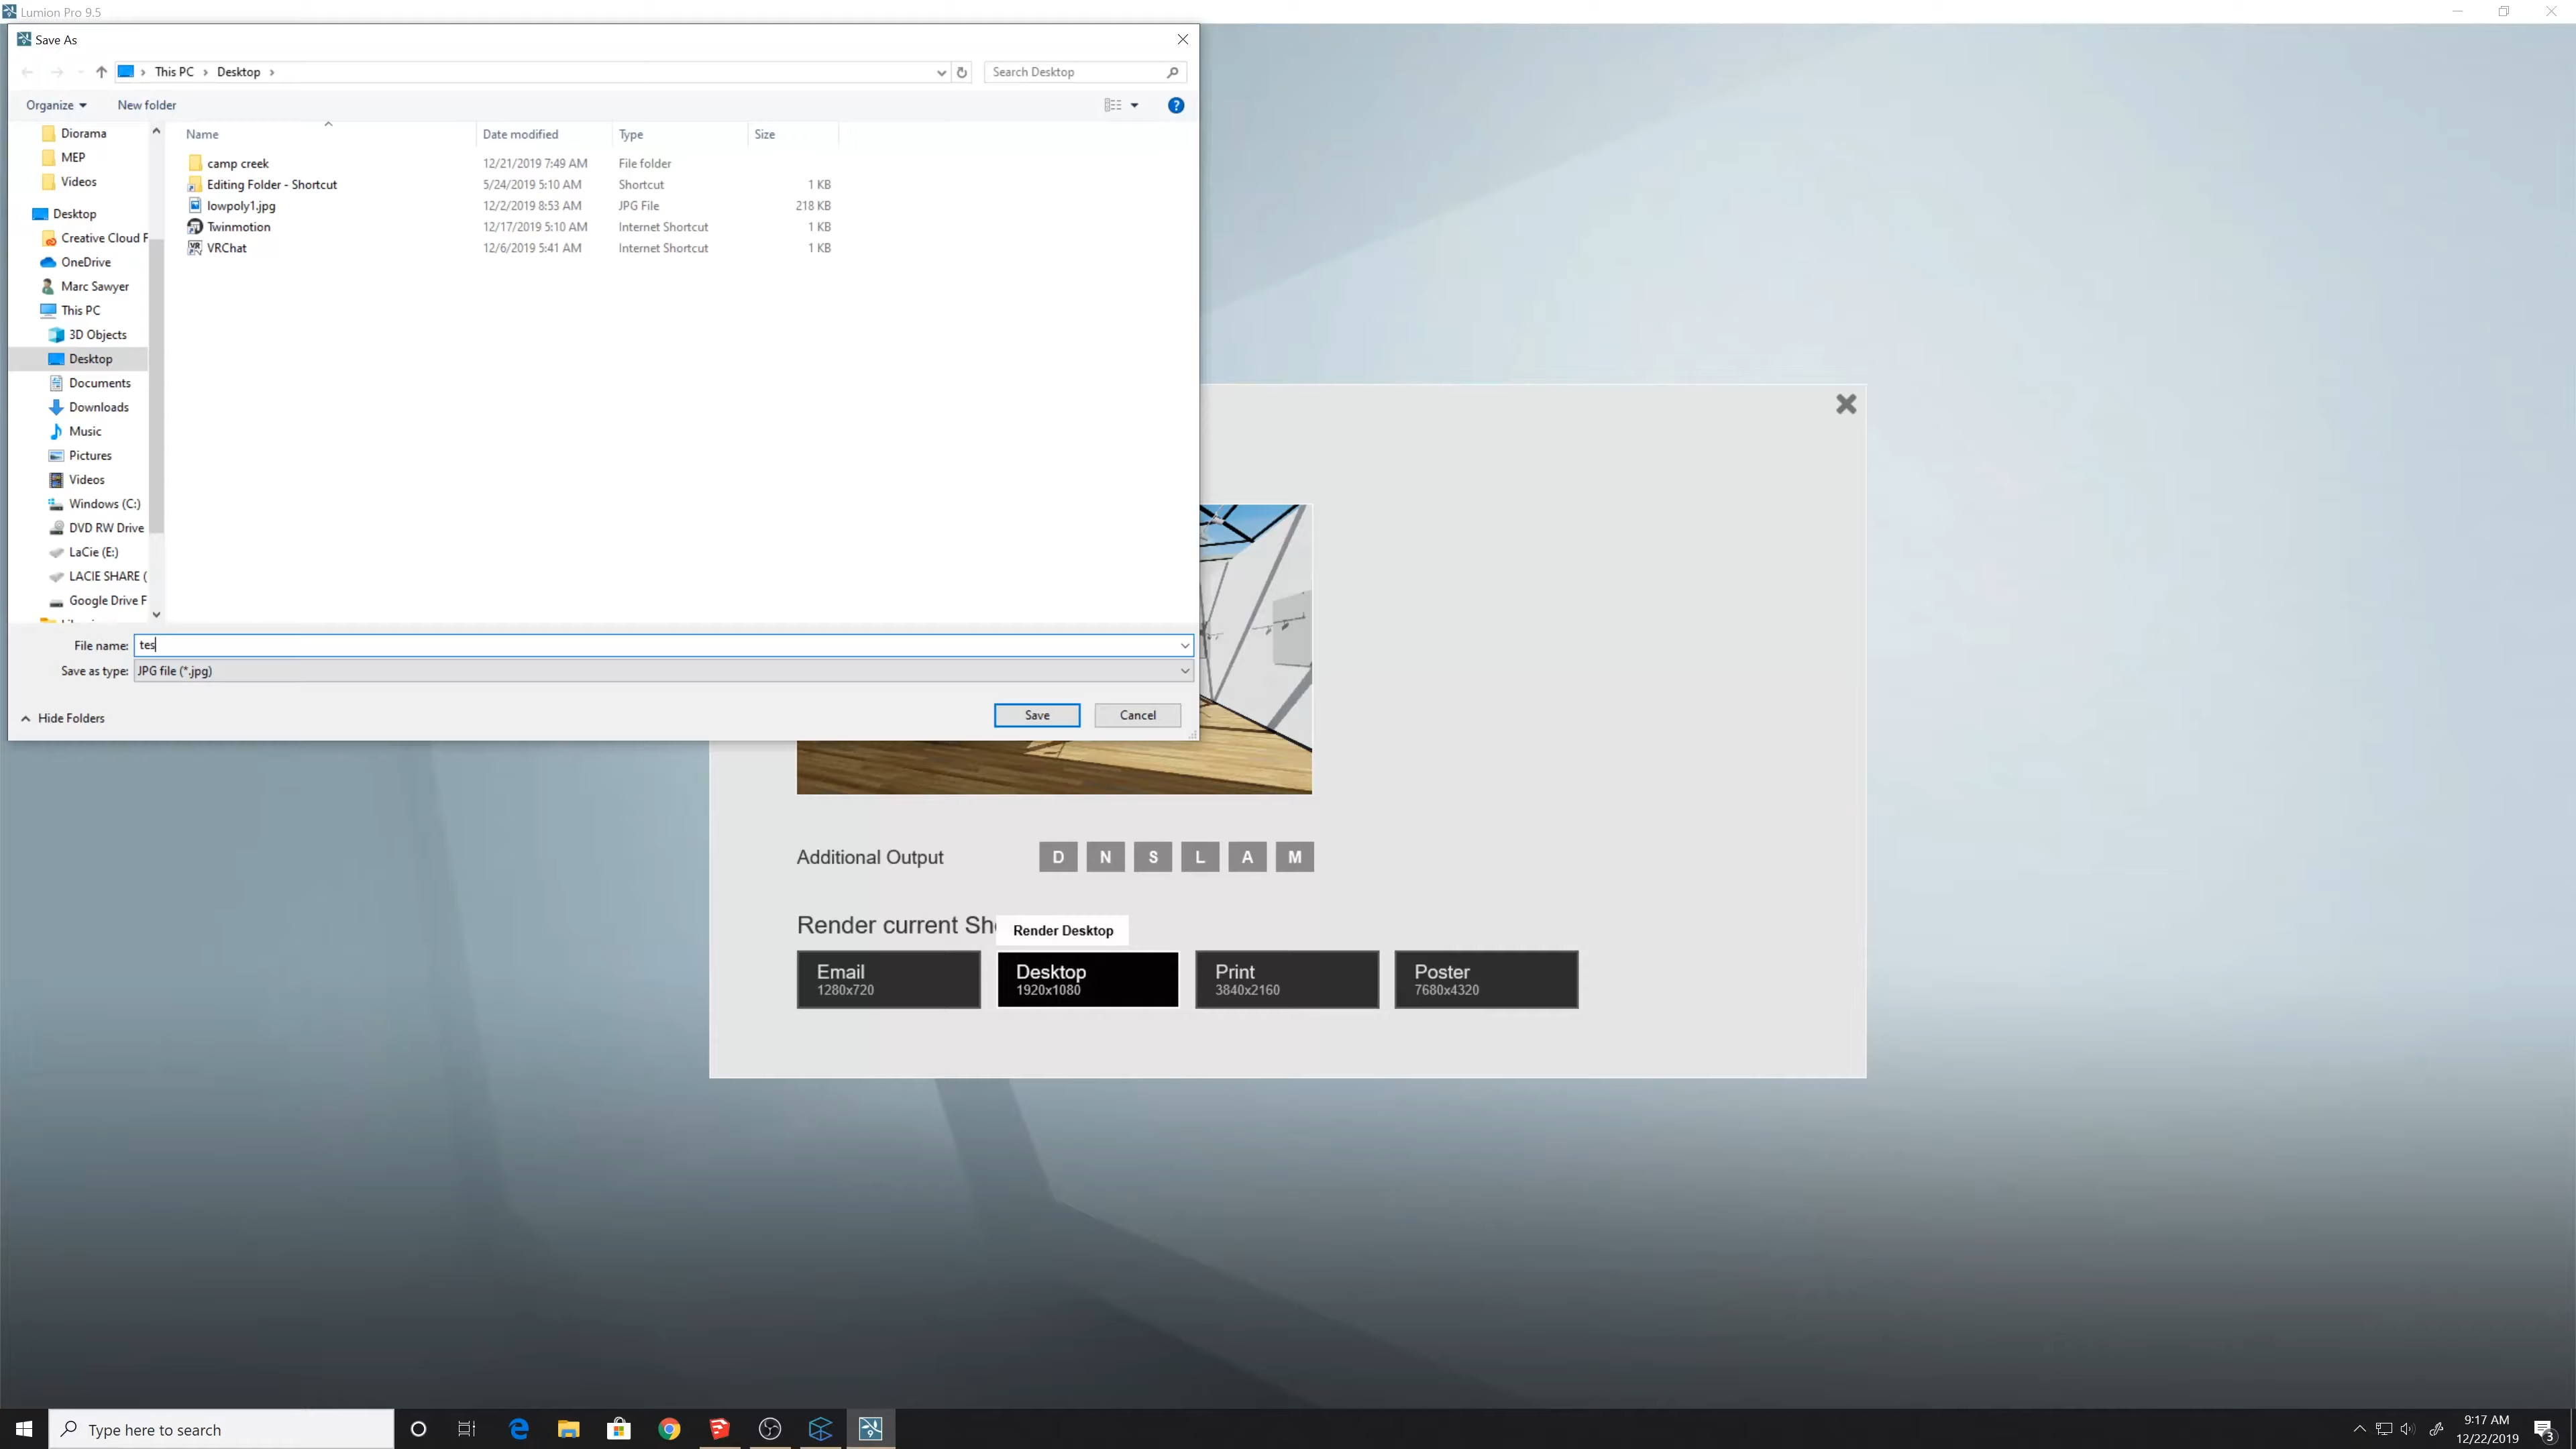 Lumion Pro 9.5
Save As
This PC
Desktop
Search Desktop
Organize
New folder
Diorama
MEP
Videos
Desktop
Creative Cloud F
OneDrive
Marc Sawyer
This PC
3D Objects
Desktop
Documents
Downloads
Music
Pictures
Videos
Windows (C:)
DVD RW Drive
LaCie (E:)
LACIE SHARE (
Google Drive F
Name Date modified Type Size
camp creek 12/21/2019 7:49 AM File folder
Editing Folder - Shortcut 5/24/2019 5:10 AM Shortcut 1 KB
lowpoly1.jpg 12/2/2019 8:53 AM JPG File 218 KB
Twinmotion 12/17/2019 5:10 AM Internet Shortcut 1 KB
VRChat 12/6/2019 5:41 AM Internet Shortcut 1 KB
File name: tes
Save as type: JPG file (*.jpg)
Hide Folders
Save
Cancel
Additional Output D N S L A M
Render current Sh
Render Desktop
Email
1280x720
Desktop
1920x1080
Print
3840x2160
Poster
7680x4320
Type here to search
9:17 AM
12/22/2019
3